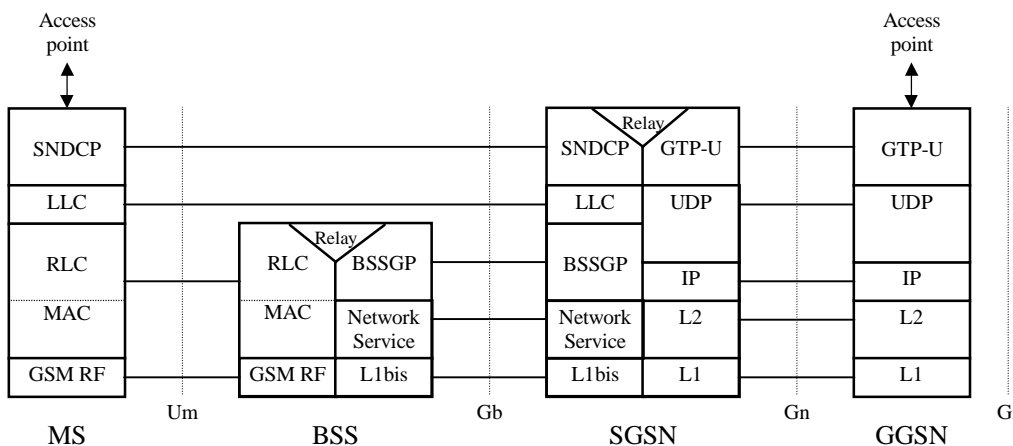 Access
point
Access
point
Relay
SNDCP
SNDCP
GTP-U
GTP-U
LLC
LLC
UDP
UDP
Relay
RLC
RLC
BSSGP
BSSGP
IP
IP
MAC
MAC
Network
Service
Network
Service
L2
L2
GSM RF
GSM RF
L1bis
L1bis
L1
L1
Um
Gb
Gn
G
MS
BSS
SGSN
GGSN